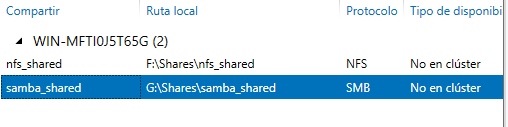 Compartir Ruta local Protocolo Tipo de disponibi
WIN-MFTI0J5T65G (2)
nfs_shared F:\Shares\nfs_shared NFS No en clúster
samba_shared G:\Shares\samba_shared SMB No en clúster